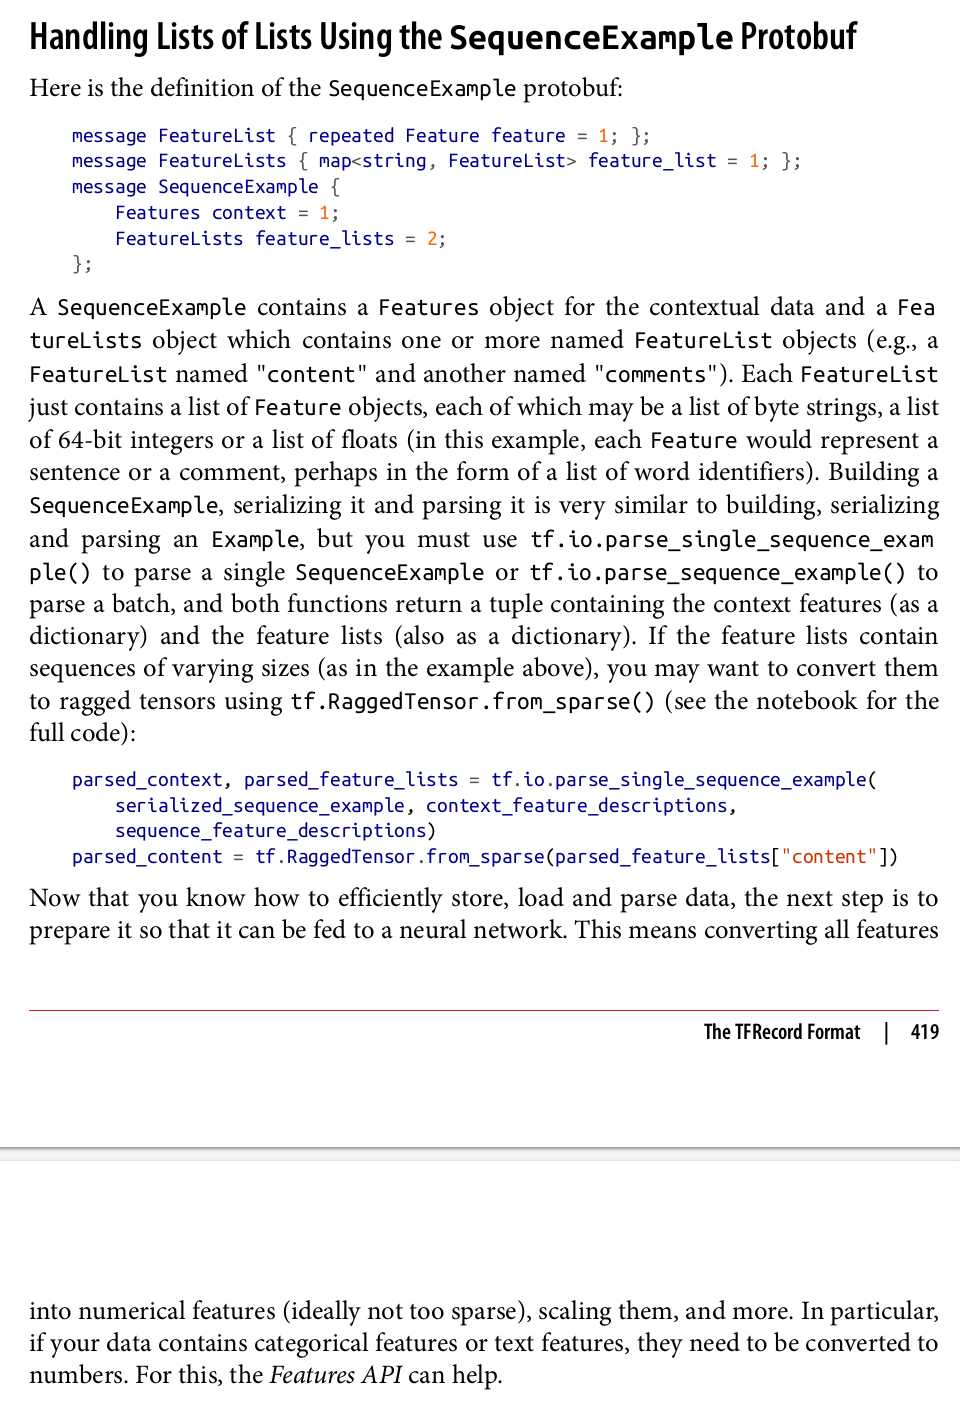 Handling Lists of Lists Using the SequenceExample Protobuf
Here is the definition of the SequenceExample protobuf:
message FeatureList { repeated Feature feature = 1; };
message FeatureLists { map<string, FeatureList> feature_list = 1; };
message SequenceExample {
    Features context = 1;
    FeatureLists feature_lists = 2;
};
A SequenceExample contains a Features object for the contextual data and a Fea
tureLists object which contains one or more named FeatureList objects (e.g., a
FeatureList named "content" and another named "comments"). Each FeatureList
just contains a list of Feature objects, each of which may be a list of byte strings, a list
of 64-bit integers or a list of floats (in this example, each Feature would represent a
sentence or a comment, perhaps in the form of a list of word identifiers). Building a
SequenceExample, serializing it and parsing it is very similar to building, serializing
and parsing an Example, but you must use tf.io.parse_single_sequence_exam
ple() to parse a single SequenceExample or tf.io.parse_sequence_example() to
parse a batch, and both functions return a tuple containing the context features (as a
dictionary) and the feature lists (also as a dictionary). If the feature lists contain
sequences of varying sizes (as in the example above), you may want to convert them
to ragged tensors using tf.RaggedTensor.from_sparse() (see the notebook for the
full code):
parsed_context, parsed_feature_lists = tf.io.parse_single_sequence_example(
    serialized_sequence_example, context_feature_descriptions,
    sequence_feature_descriptions)
parsed_content = tf.RaggedTensor.from_sparse(parsed_feature_lists["content"])
Now that you know how to efficiently store, load and parse data, the next step is to
prepare it so that it can be fed to a neural network. This means converting all features
The TFRecord Format | 419
into numerical features (ideally not too sparse), scaling them, and more. In particular,
if your data contains categorical features or text features, they need to be converted to
numbers. For this, the Features API can help.